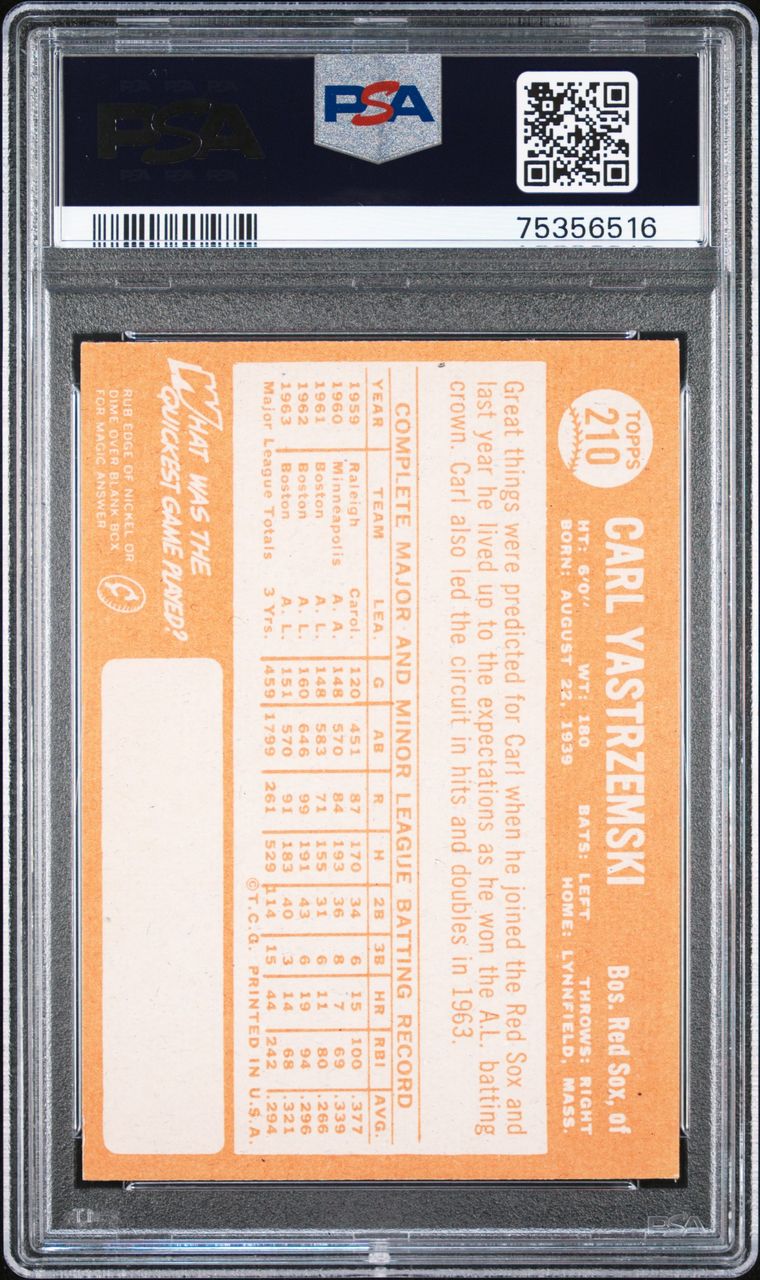 PSA
PSA
75356516
TOPPS
210
CARL YASTRZEMSKI
Bos. Red Sox, of
HT: 6'0" WT: 180 BATS: LEFT THROWS: RIGHT
BORN: AUGUST 22, 1939 HOME: LYNNFIELD, MASS.
Great things were predicted for Carl when he joined the Red Sox and
last year he lived up to the expectations as he won the A.L. batting
crown. Carl also led the circuit in hits and doubles in 1963.
COMPLETE MAJOR AND MINOR LEAGUE BATTING RECORD
YEAR TEAM LEA. G AB R H 2B 3B HR RBI AVG.
1959 Raleigh Carol. 120 451 87 170 34 6 15 100 .377
1960 Minneapolis A. A. 148 570 84 193 36 8 7 69 .339
1961 Boston A. L. 148 583 71 155 31 6 11 80 .266
1962 Boston A. L. 160 646 99 191 43 6 19 94 .296
1963 Boston A. L. 151 570 91 183 40 3 14 68 .321
Major League Totals 3 Yrs. 459 1799 261 529 114 15 44 242 .294
©T.C.G. PRINTED IN U.S.A.
WHAT WAS THE
QUICKEST GAME PLAYED?
RUB EDGE OF NICKEL OR
DIME OVER BLANK BOX
FOR MAGIC ANSWER
PSA